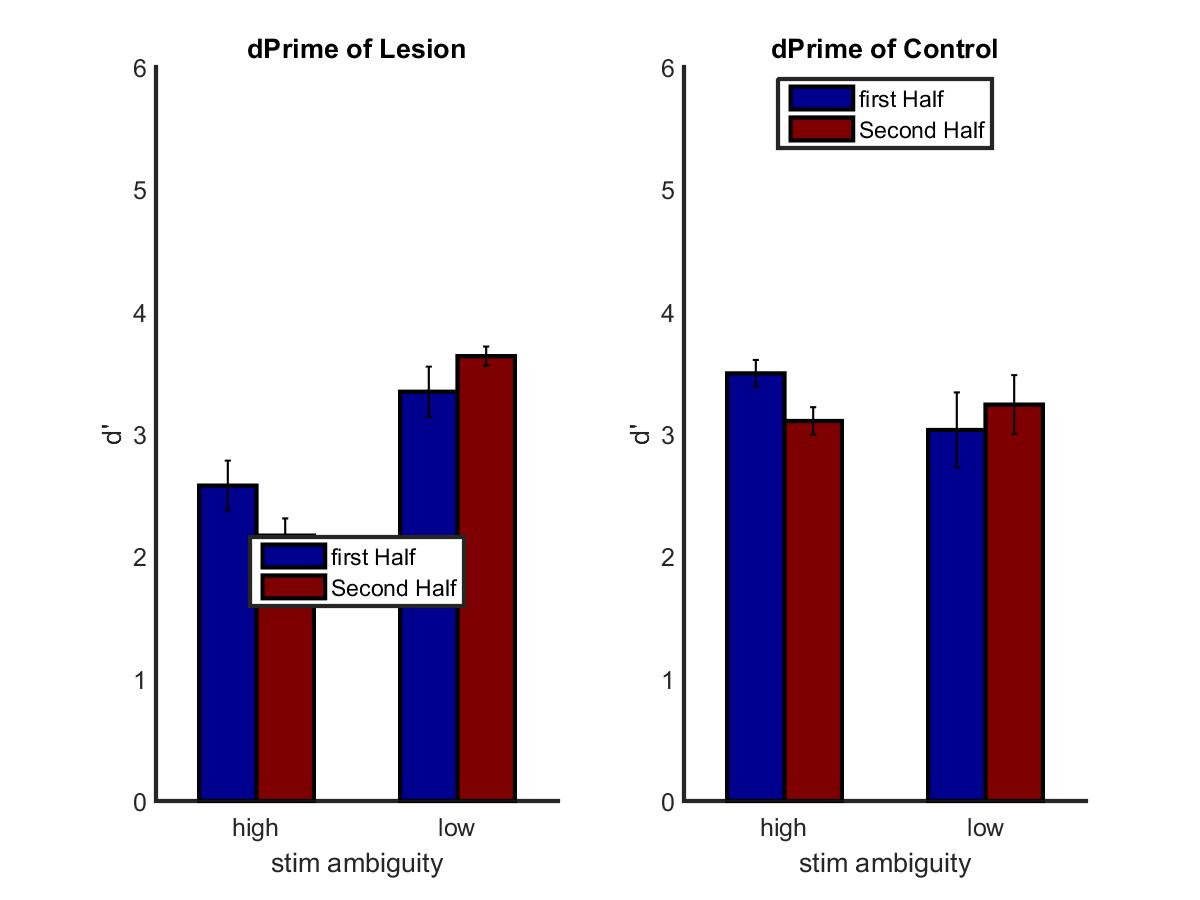 dPrime of Lesion
6
5
4
3
2
1
0
d'
first Half
Second Half
high low
stim ambiguity
dPrime of Control
6
5
4
3
2
1
0
d'
first Half
Second Half
high low
stim ambiguity